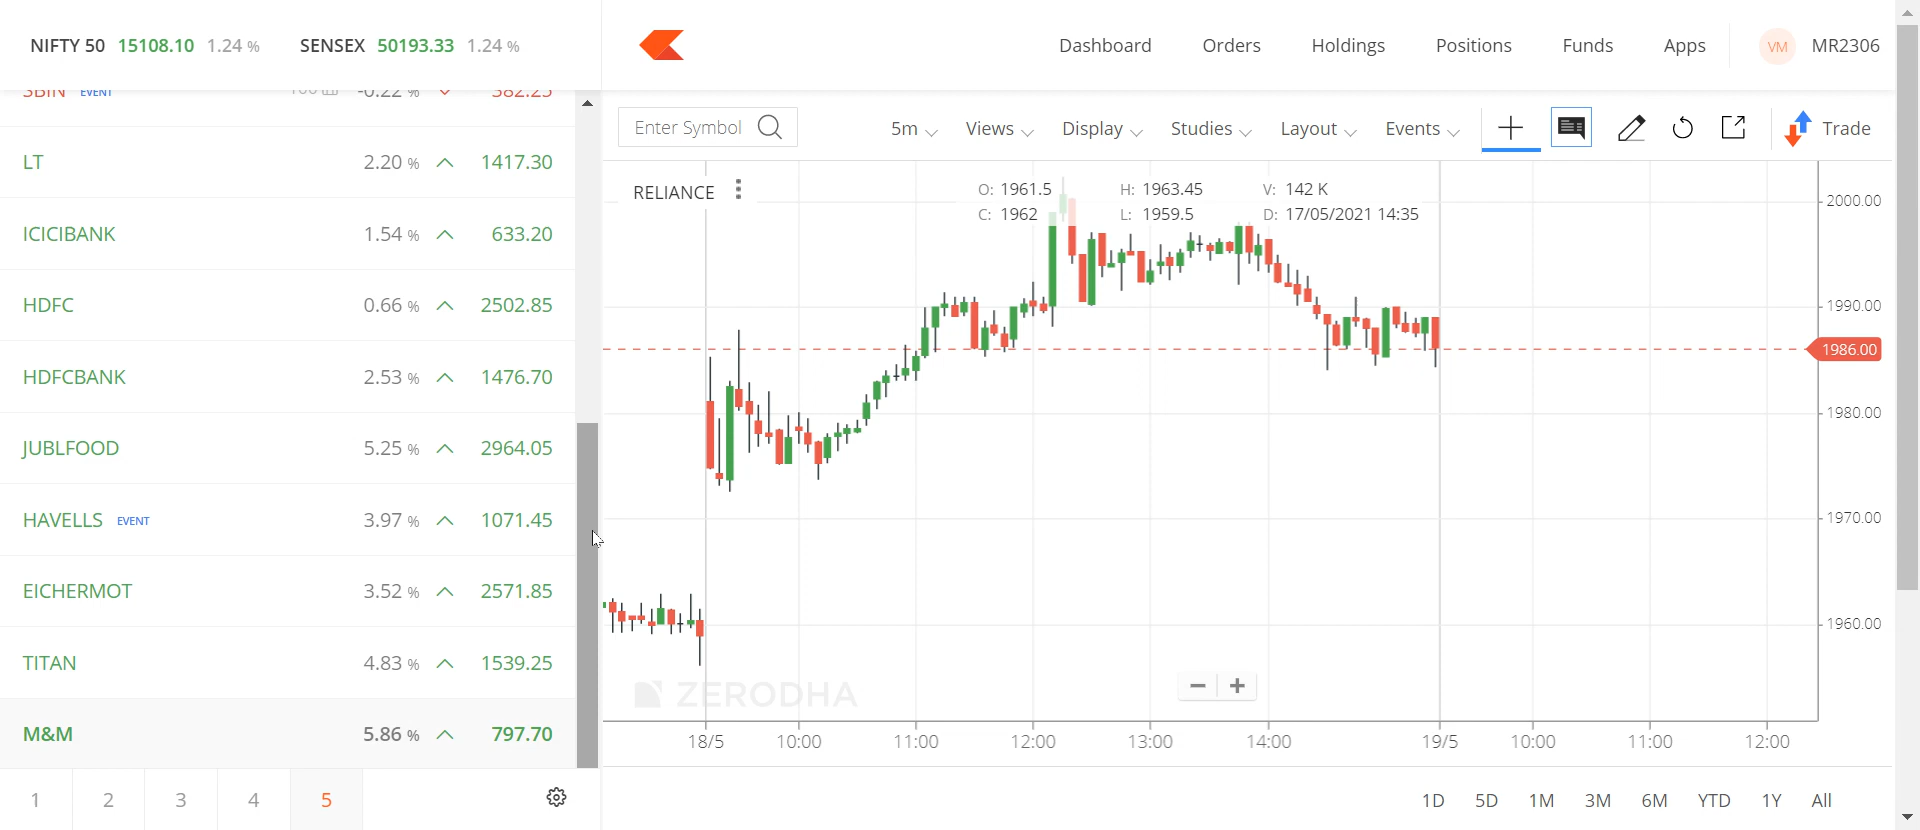 NIFTY 50 15108.10 1.24 % SENSEX 50193.33 1.24 %
Dashboard Orders Holdings Positions Funds Apps VM MR2306
SBIN EVENT 100 -0.22 % 382.25
LT 2.20 % 1417.30
ICICIBANK 1.54 % 633.20
HDFC 0.66 % 2502.85
HDFCBANK 2.53 % 1476.70
JUBLFOOD 5.25 % 2964.05
HAVELLS EVENT 3.97 % 1071.45
EICHERMOT 3.52 % 2571.85
TITAN 4.83 % 1539.25
M&M 5.86 % 797.70
1 2 3 4 5
Enter Symbol 5m Views Display Studies Layout Events Trade
RELIANCE
O: 1961.5 H: 1963.45 V: 142 K
C: 1962 L: 1959.5 D: 17/05/2021 14:35
2000.00
1990.00
1986.00
1980.00
1970.00
1960.00
ZERODHA
18/5 10:00 11:00 12:00 13:00 14:00 19/5 10:00 11:00 12:00
1D 5D 1M 3M 6M YTD 1Y All